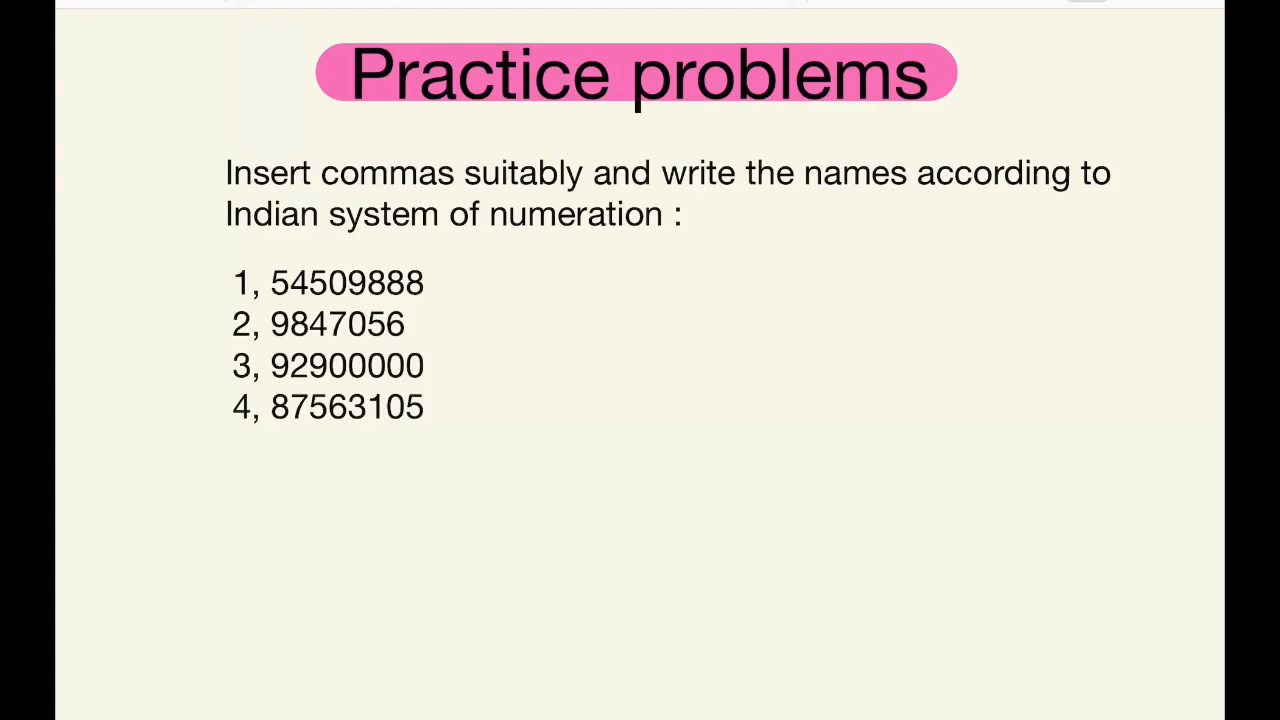 Practice problems
Insert commas suitably and write the names according to
Indian system of numeration :
1, 54509888
2, 9847056
3, 92900000
4, 87563105